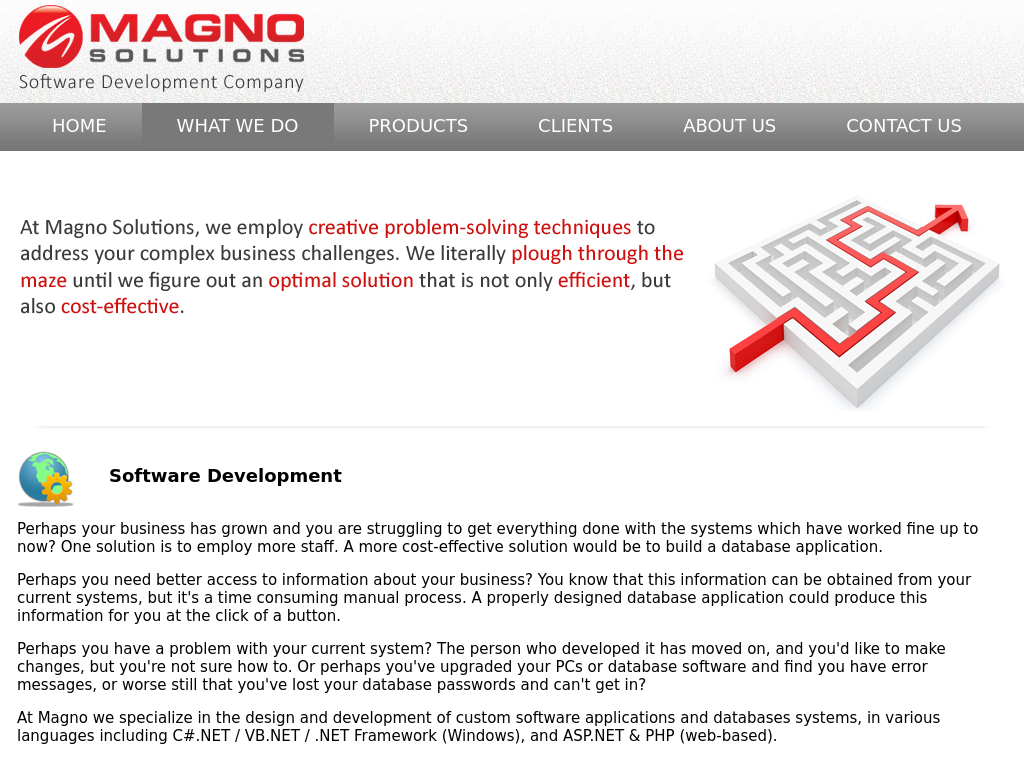 MAGNO
SOLUTIONS
Software Development Company
HOME WHAT WE DO PRODUCTS CLIENTS ABOUT US CONTACT US
At Magno Solutions, we employ creative problem-solving techniques to
address your complex business challenges. We literally plough through the
maze until we figure out an optimal solution that is not only efficient, but
also cost-effective.
Software Development
Perhaps your business has grown and you are struggling to get everything done with the systems which have worked fine up to
now? One solution is to employ more staff. A more cost-effective solution would be to build a database application.
Perhaps you need better access to information about your business? You know that this information can be obtained from your
current systems, but it's a time consuming manual process. A properly designed database application could produce this
information for you at the click of a button.
Perhaps you have a problem with your current system? The person who developed it has moved on, and you'd like to make
changes, but you're not sure how to. Or perhaps you've upgraded your PCs or database software and find you have error
messages, or worse still that you've lost your database passwords and can't get in?
At Magno we specialize in the design and development of custom software applications and databases systems, in various
languages including C#.NET / VB.NET / .NET Framework (Windows), and ASP.NET & PHP (web-based).